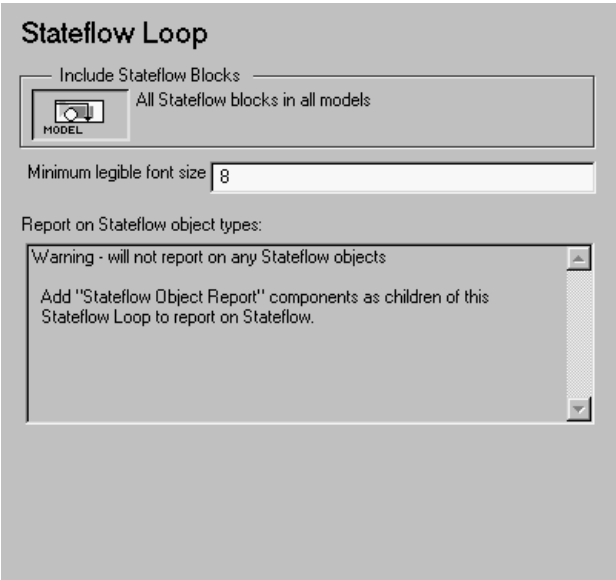 Stateflow Loop
Include Stateflow Blocks
All Stateflow blocks in all models
MODEL
Minimum legible font size 8
Report on Stateflow object types:
Warning - will not report on any Stateflow objects
Add "Stateflow Object Report" components as children of this
Stateflow Loop to report on Stateflow.